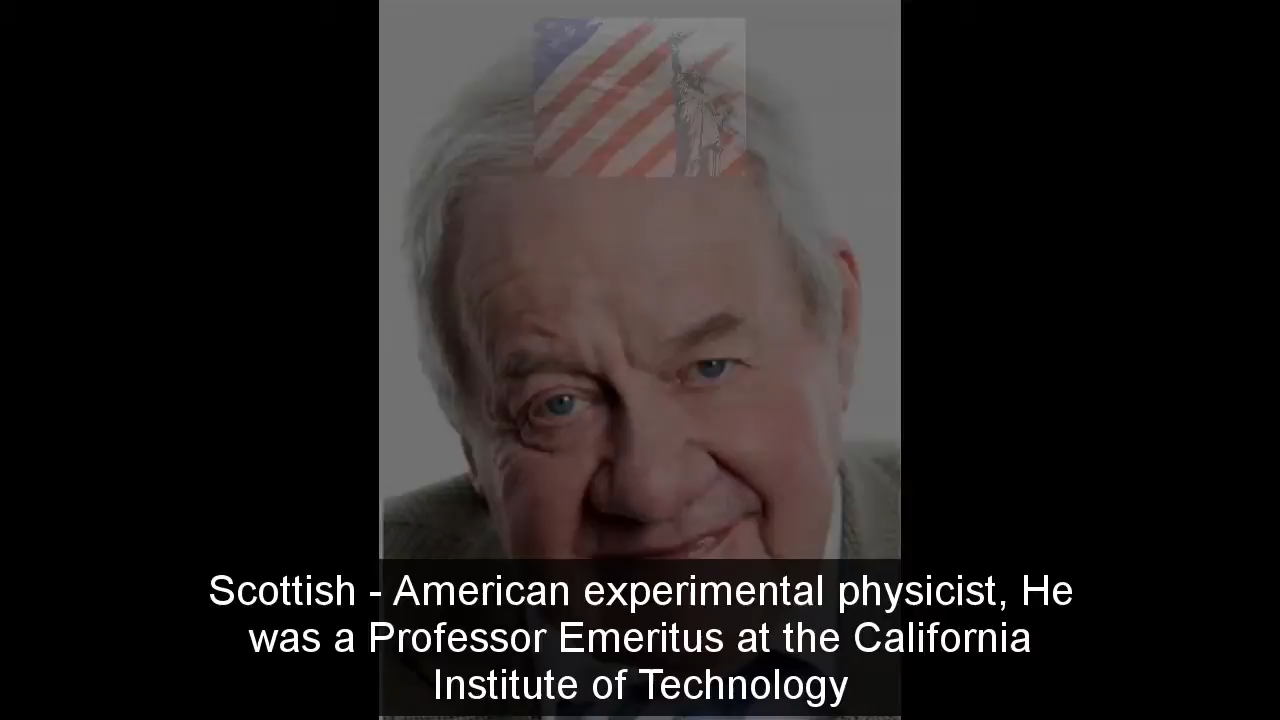 Scottish - American experimental physicist, He
was a Professor Emeritus at the California
Institute of Technology